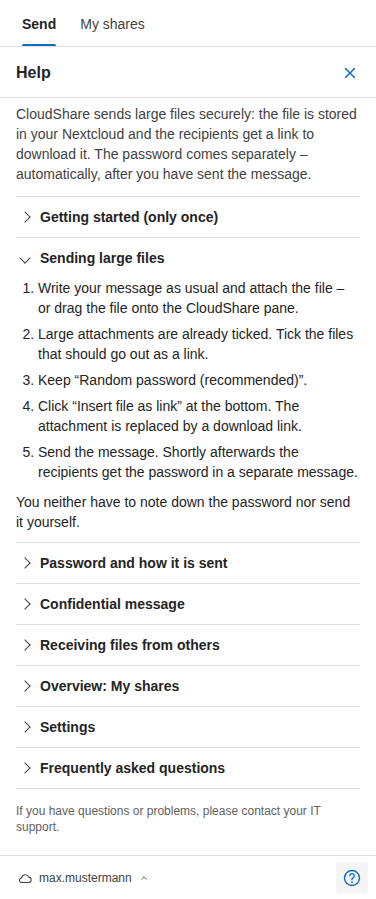 Send My shares
Help
CloudShare sends large files securely: the file is stored
in your Nextcloud and the recipients get a link to
download it. The password comes separately –
automatically, after you have sent the message.
Getting started (only once)
Sending large files
1. Write your message as usual and attach the file –
or drag the file onto the CloudShare pane.
2. Large attachments are already ticked. Tick the files
that should go out as a link.
3. Keep “Random password (recommended)”.
4. Click “Insert file as link” at the bottom. The
attachment is replaced by a download link.
5. Send the message. Shortly afterwards the
recipients get the password in a separate message.
You neither have to note down the password nor send
it yourself.
Password and how it is sent
Confidential message
Receiving files from others
Overview: My shares
Settings
Frequently asked questions
If you have questions or problems, please contact your IT
support.
max.mustermann